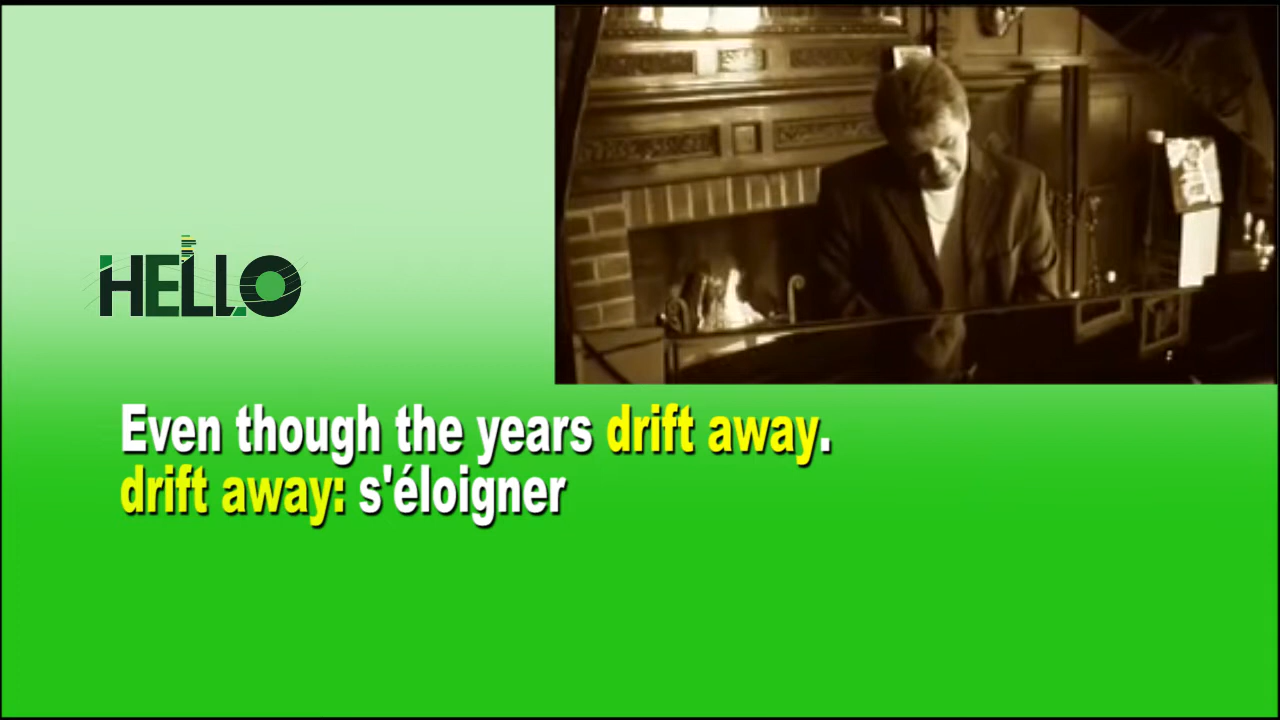 HELLO
Even though the years drift away.
drift away: s'éloigner